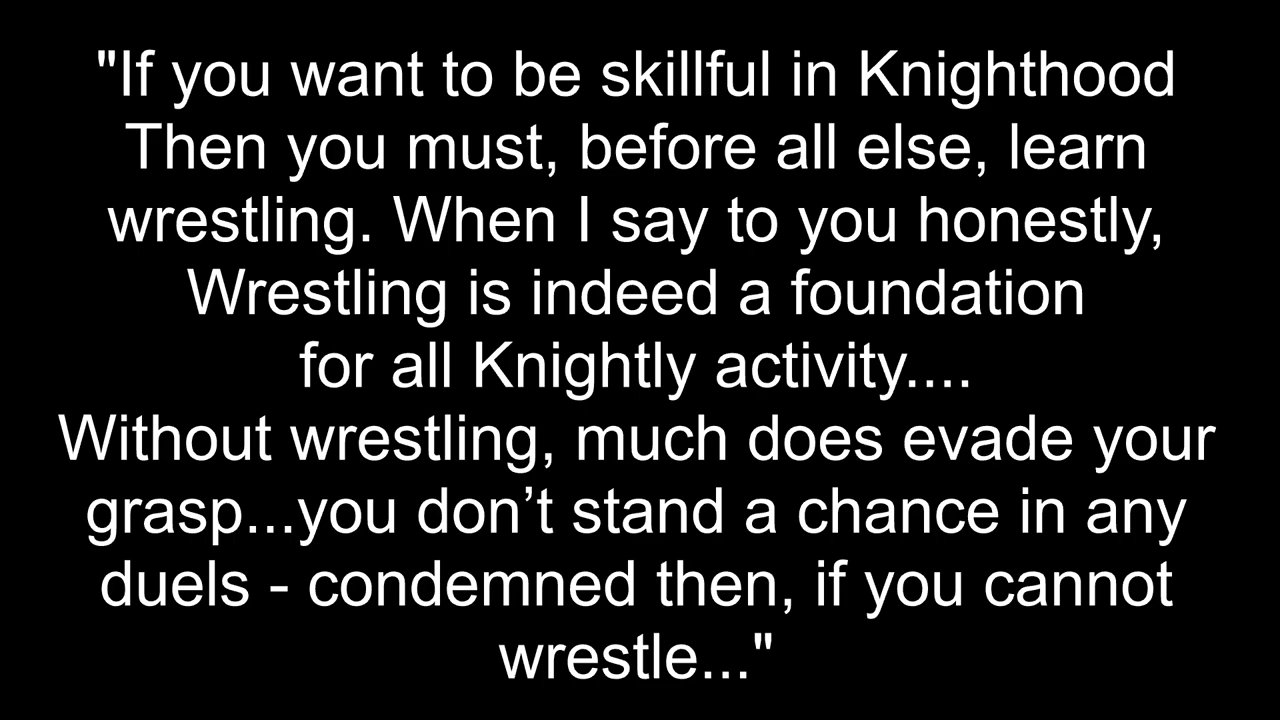 "If you want to be skillful in Knighthood
Then you must, before all else, learn
wrestling. When I say to you honestly,
Wrestling is indeed a foundation
for all Knightly activity....
Without wrestling, much does evade your
grasp...you don’t stand a chance in any
duels - condemned then, if you cannot
wrestle..."